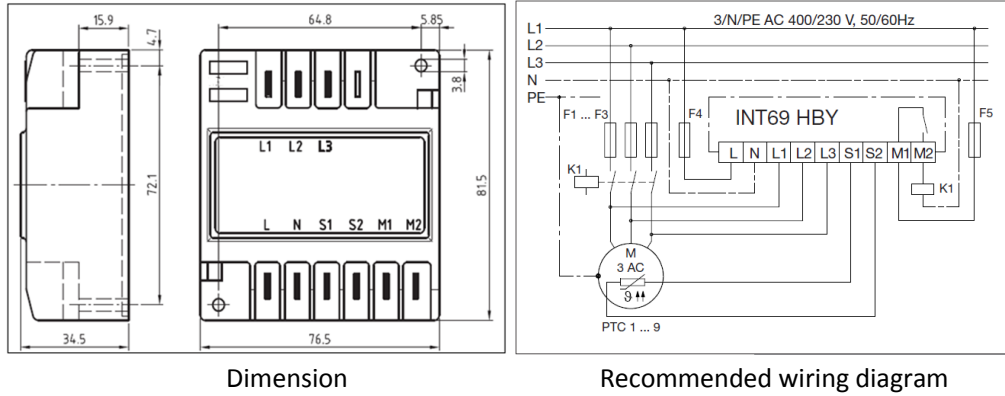 15.9
64.8
5.85
4.7
3.8
L1 L2 L3
72.1
81.5
L N S1 S2 M1 M2
34.5
76.5
Dimension
3/N/PE AC 400/230 V, 50/60Hz
L1
L2
L3
N
PE
F1 ... F3
F4
INT69 HBY
F5
L N L1 L2 L3 S1 S2 M1 M2
K1
K1
M
3 AC
ϑ
PTC 1 ... 9
Recommended wiring diagram